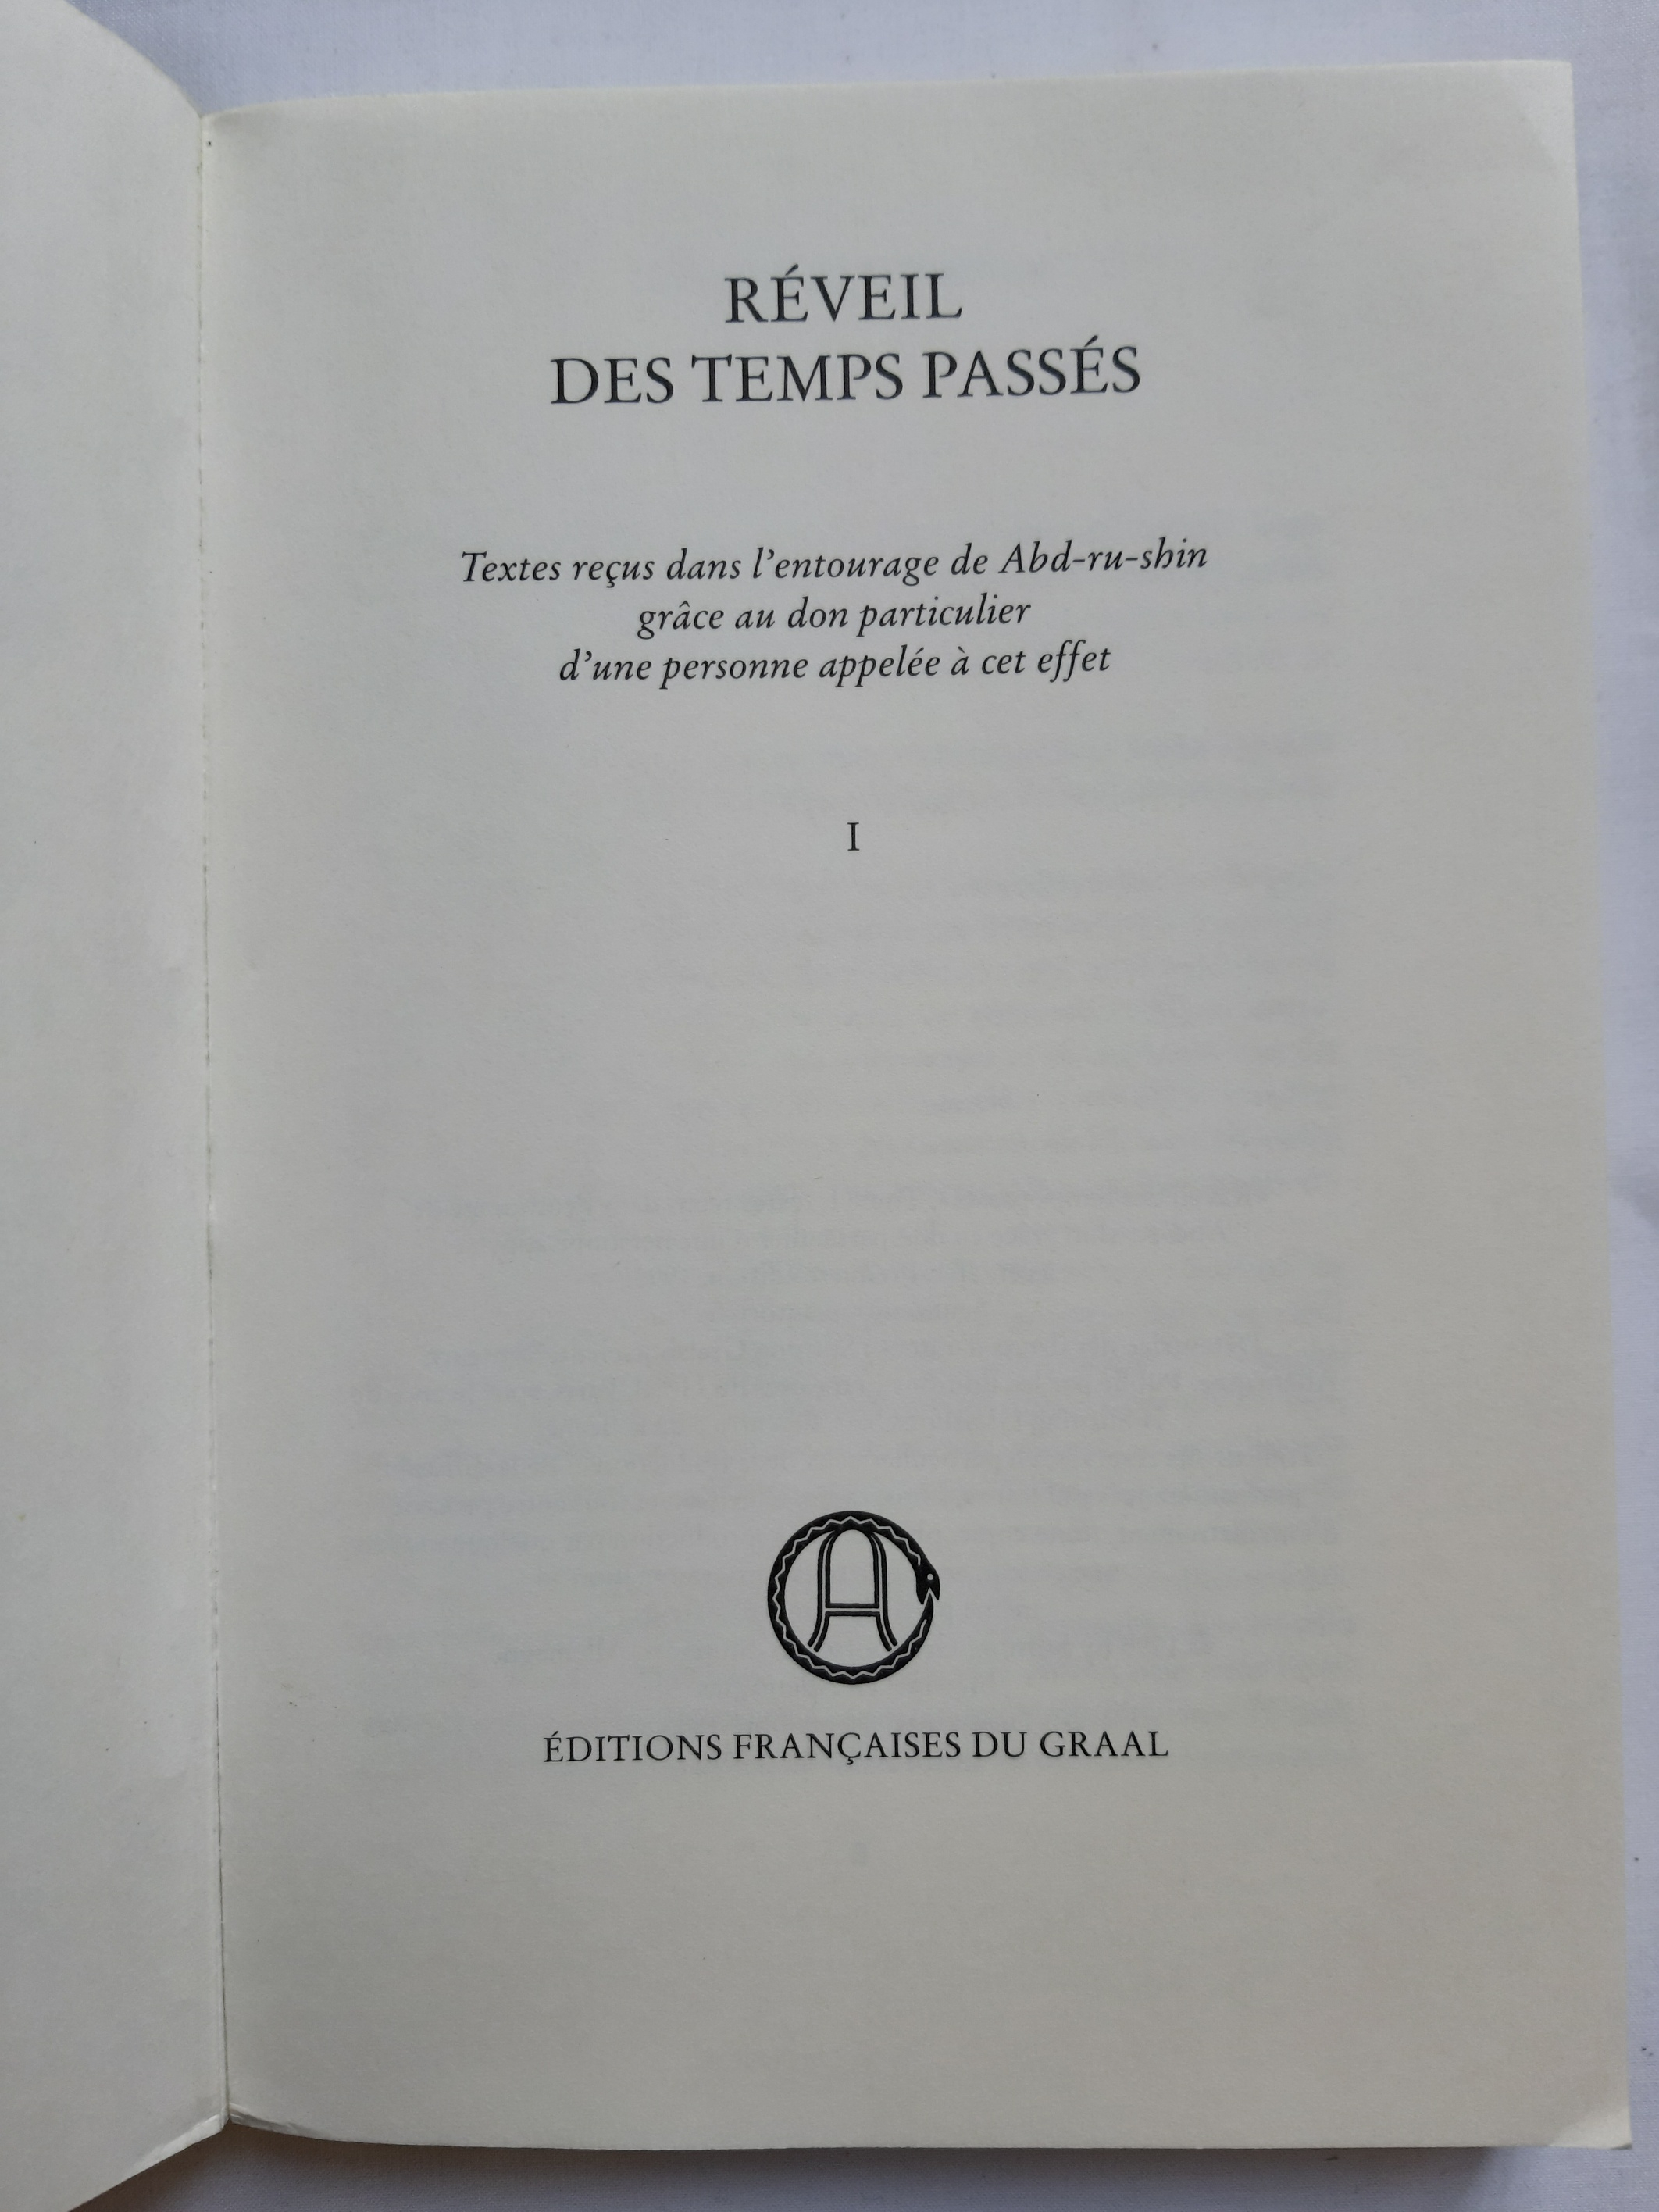 RÉVEIL
DES TEMPS PASSÉS
Textes reçus dans l'entourage de Abd-ru-shin
grâce au don particulier
d'une personne appelée à cet effet
I
A
ÉDITIONS FRANÇAISES DU GRAAL